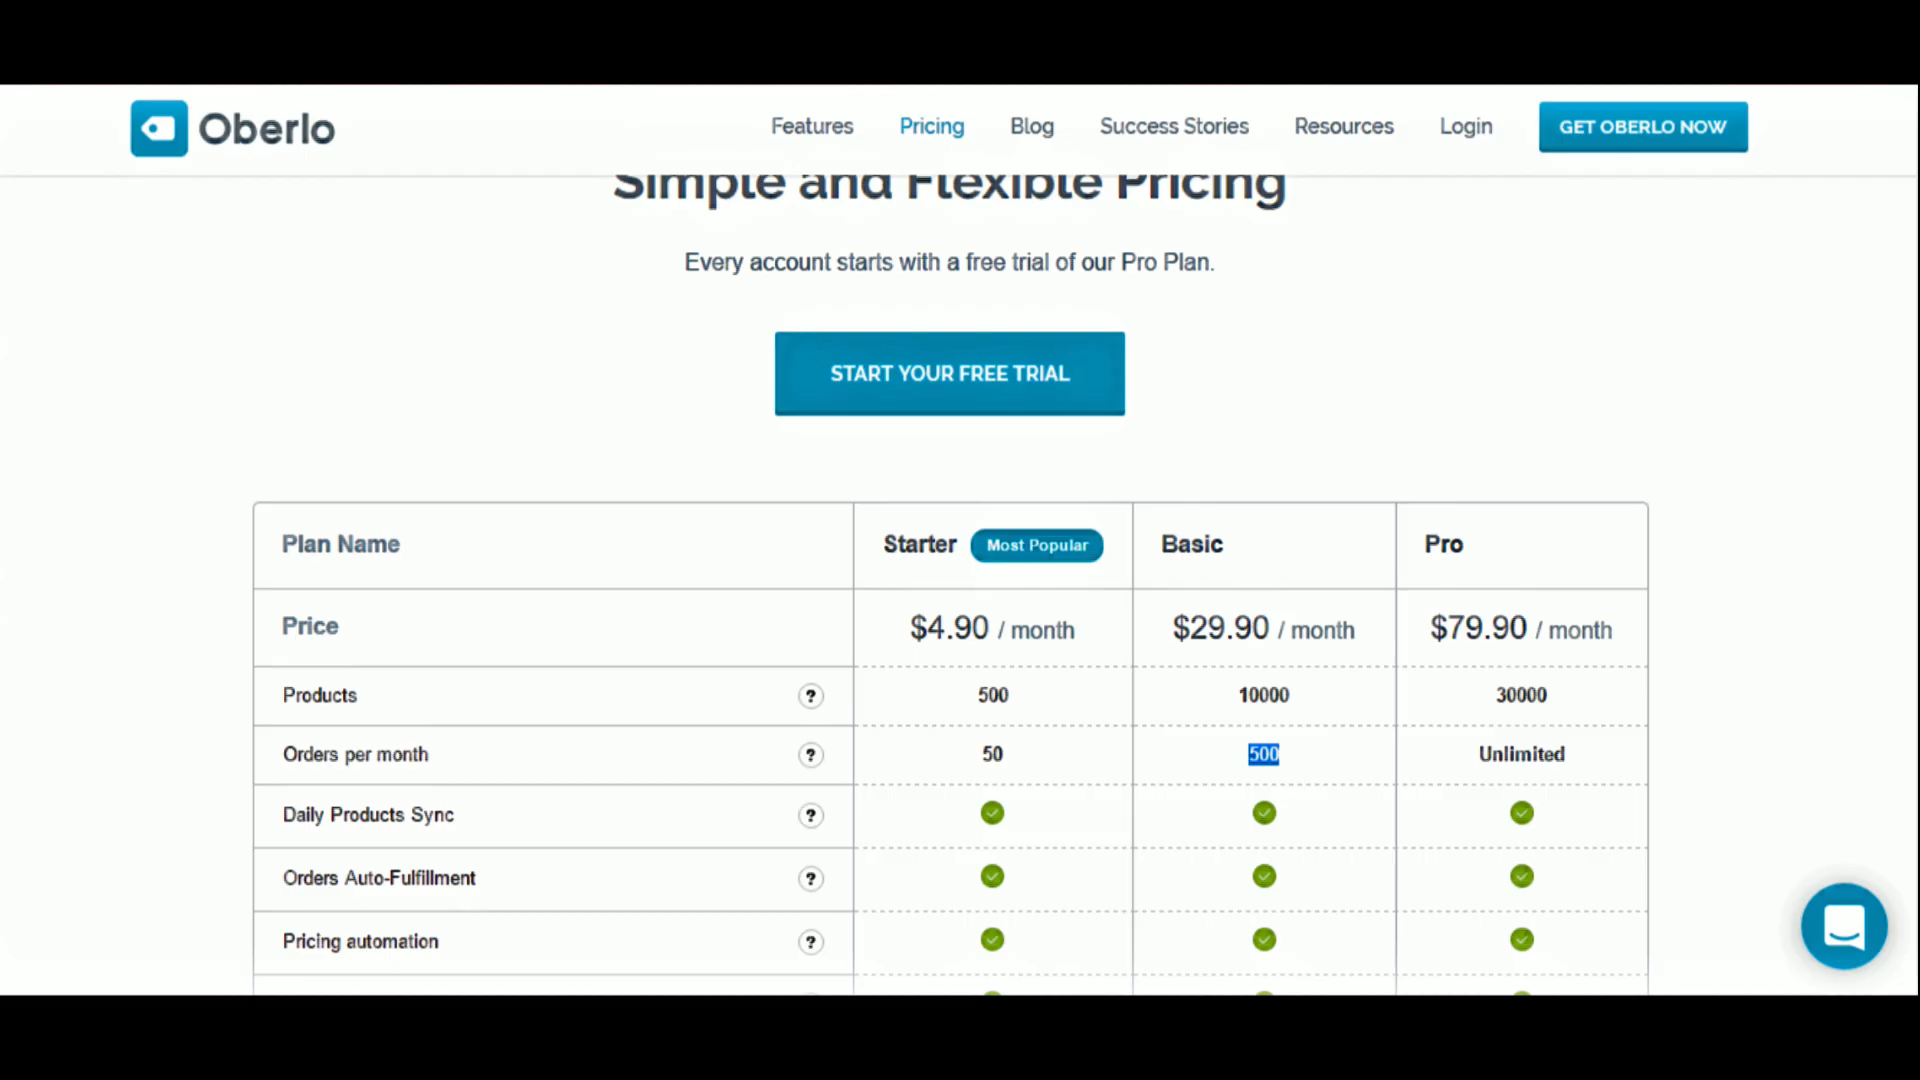 Oberlo
Features Pricing Blog Success Stories Resources Login GET OBERLO NOW
Simple and Flexible Pricing
Every account starts with a free trial of our Pro Plan.
START YOUR FREE TRIAL
Plan Name Starter Most Popular Basic Pro
Price $4.90 / month $29.90 / month $79.90 / month
Products ? 500 10000 30000
Orders per month ? 50 500 Unlimited
Daily Products Sync ?
Orders Auto-Fulfillment ?
Pricing automation ?